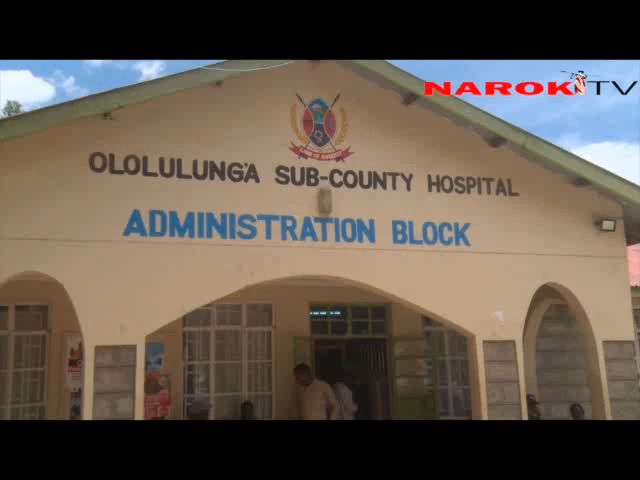 NAROK TV
OLOLULUNG'A SUB-COUNTY HOSPITAL
ADMINISTRATION BLOCK